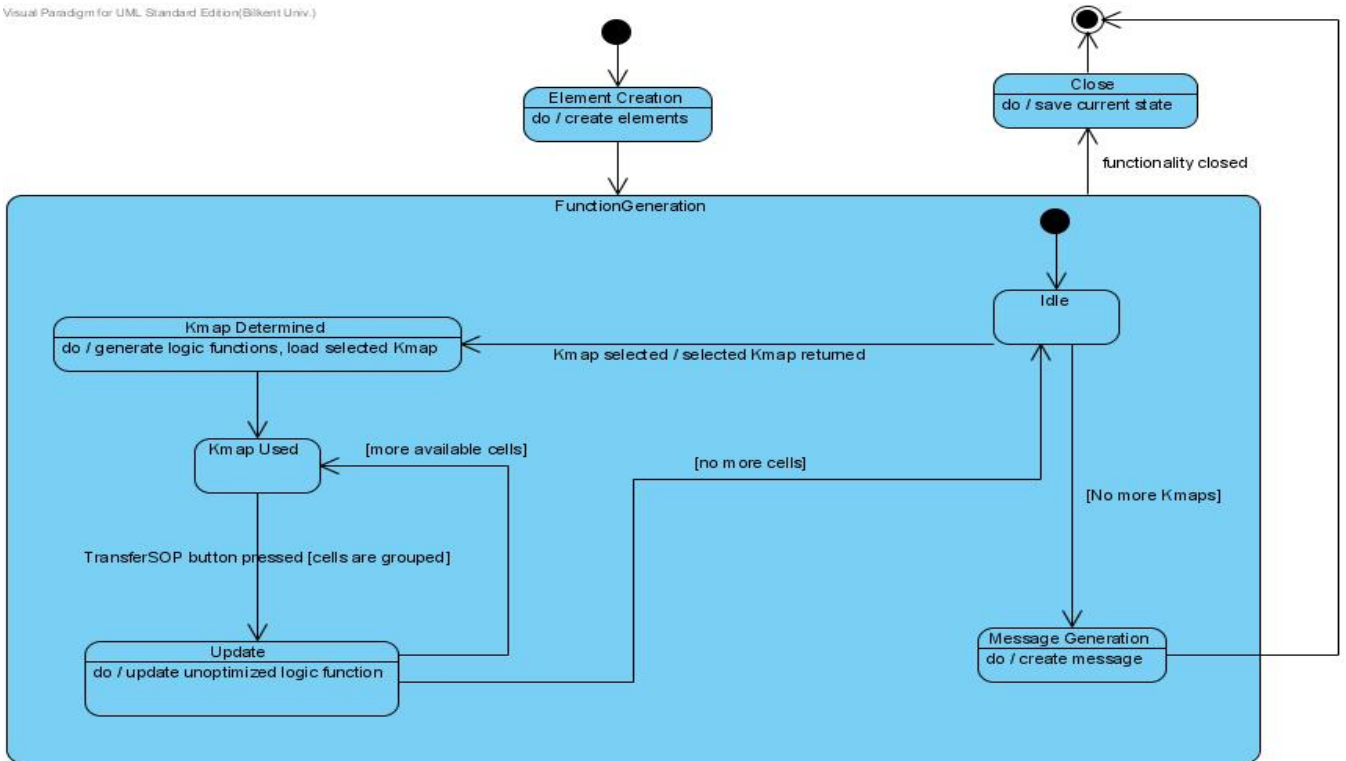 Visual Paradigm for UML Standard Edition(Bilkent Univ.)
Element Creation
do / create elements
Close
do / save current state
functionality closed
FunctionGeneration
Idle
Kmap Determined
do / generate logic functions, load selected Kmap
Kmap selected / selected Kmap returned
Kmap Used
[more available cells]
[no more cells]
[No more Kmaps]
TransferSOP button pressed [cells are grouped]
Update
do / update unoptimized logic function
Message Generation
do / create message